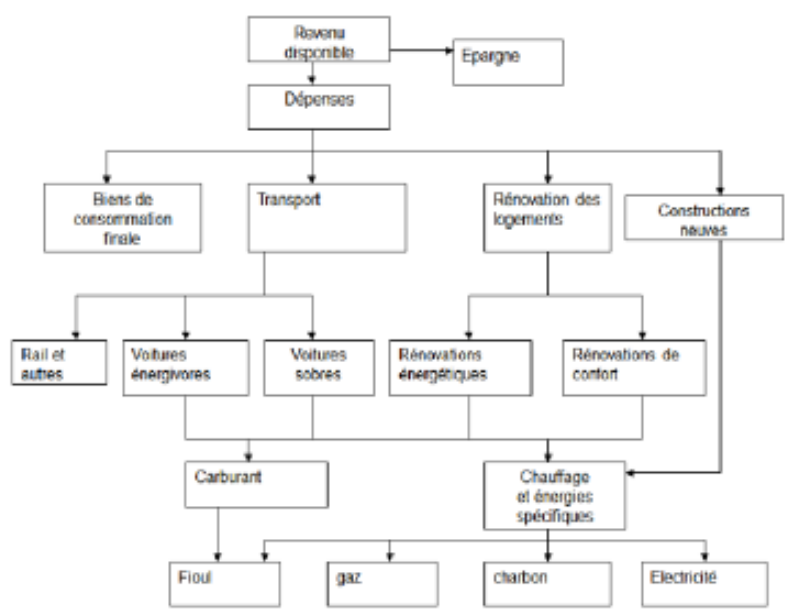 Revenu
disponible
Epargne
Dépenses
Biens de
consommation
finale
Transport
Rénovation des
logements
Constructions
neuves
Rail et
autres
Voitures
énergivores
Voitures
sobres
Rénovations
énergétiques
Rénovations de
confort
Carburant
Chauffage
et énergies
spécifiques
Fioul
gaz
charbon
Electricité